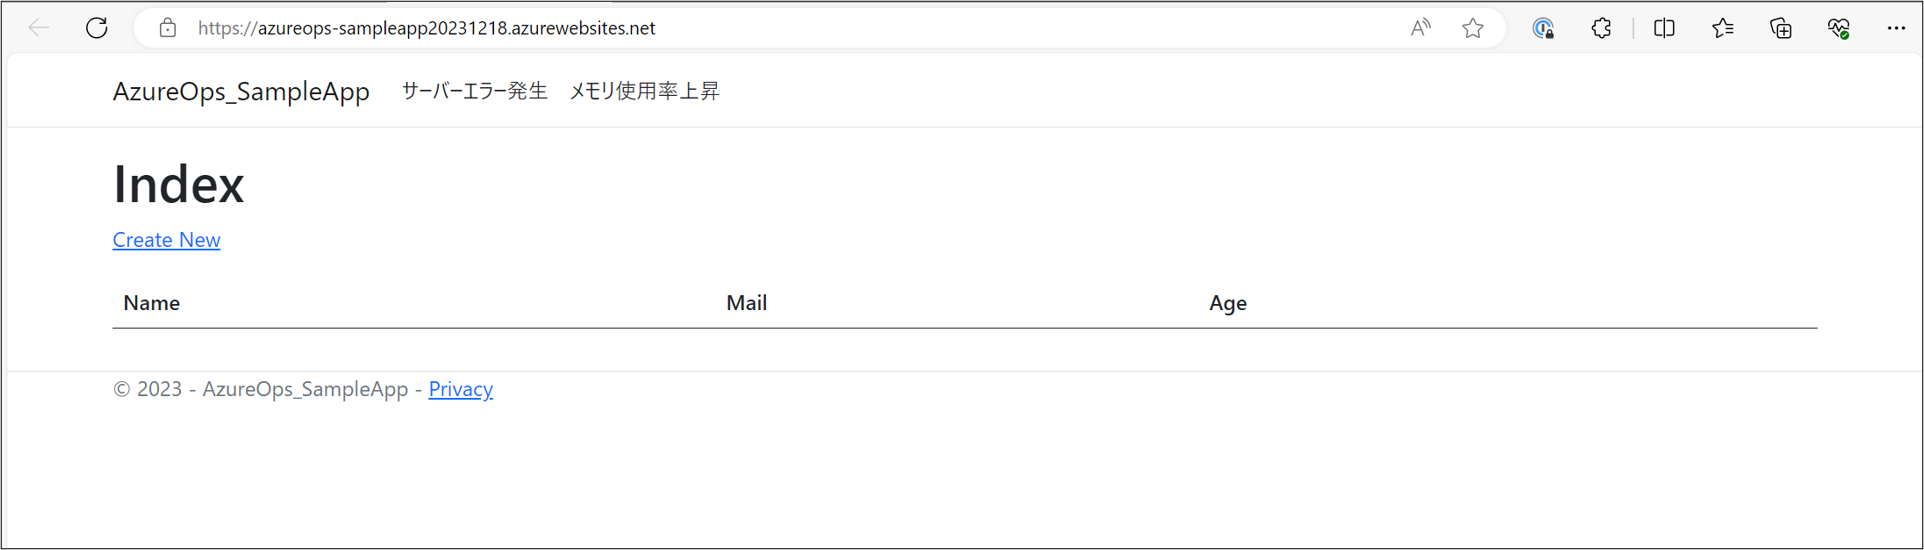 https://azureops-sampleapp20231218.azurewebsites.net
AzureOps_SampleApp サーバーエラー発生 メモリ使用率上昇
Index
Create New
Name Mail Age
© 2023 - AzureOps_SampleApp - Privacy